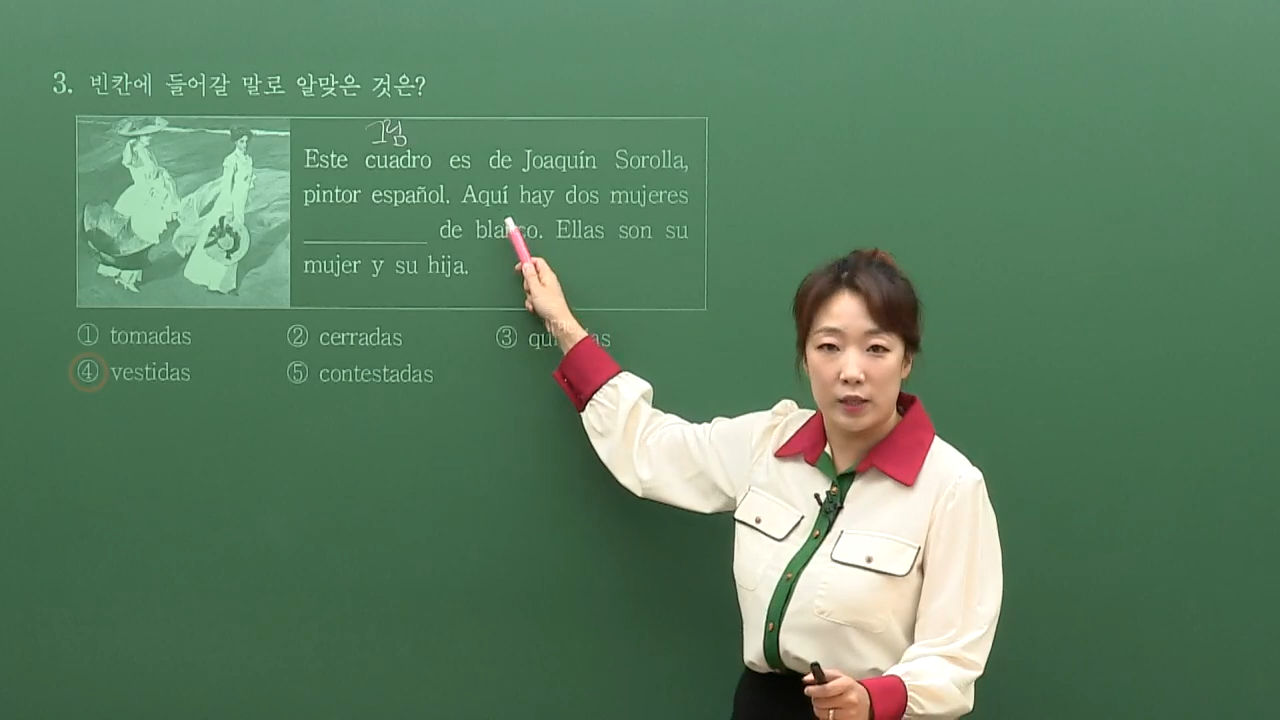 3. 빈칸에 들어갈 말로 알맞은 것은?
그림
Este cuadro es de Joaquín Sorolla,
pintor español. Aquí hay dos mujeres
__________ de blanco. Ellas son su
mujer y su hija.
① tomadas ② cerradas ③
④ vestidas ⑤ contestadas